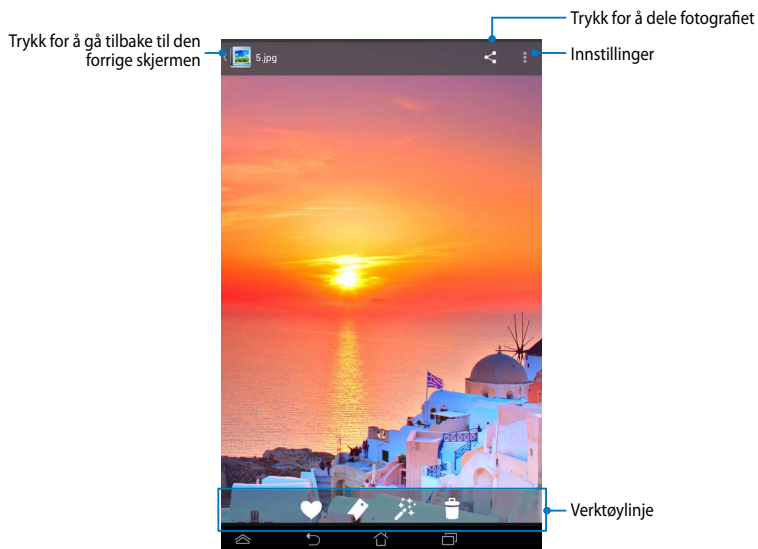 Trykk for å dele fotografiet
Trykk for å gå tilbake til den
forrige skjermen
5.jpg
Innstillinger
Verktøylinje